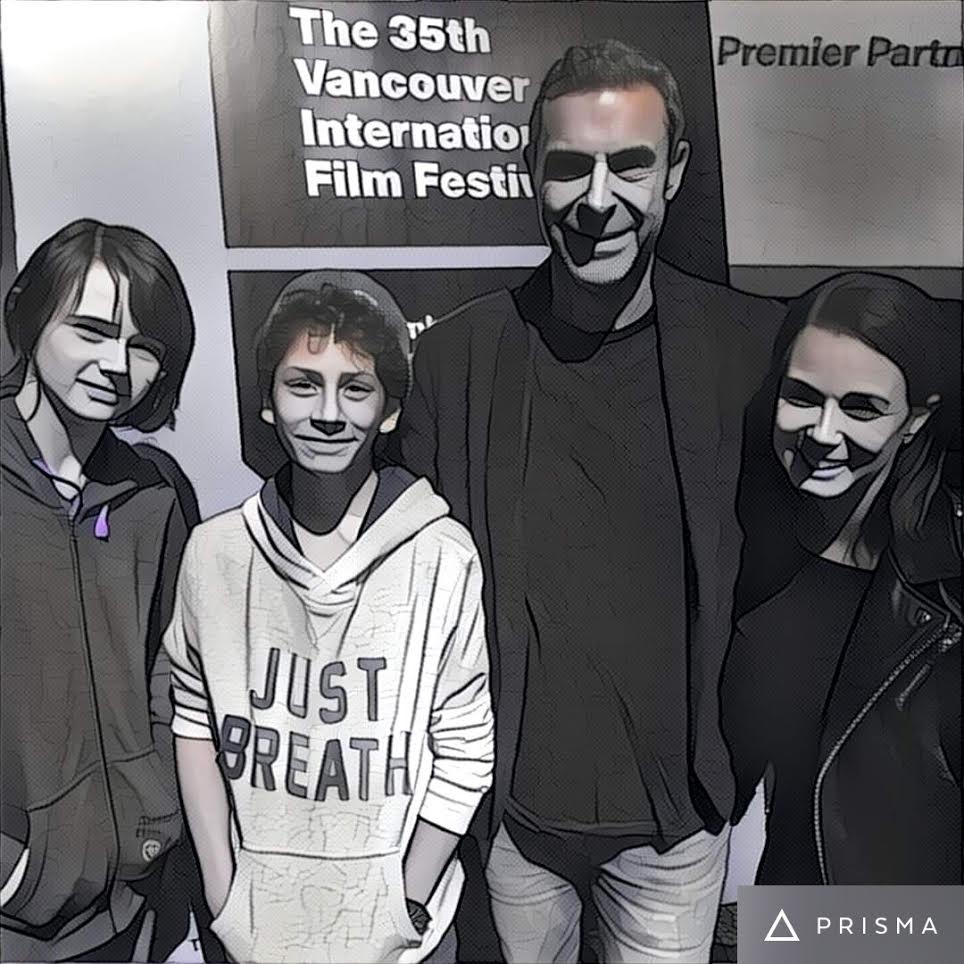 The 35th
Vancouver
Internatio
Film Festiv
Premier Partn
JUST
BREATH
PRISMA